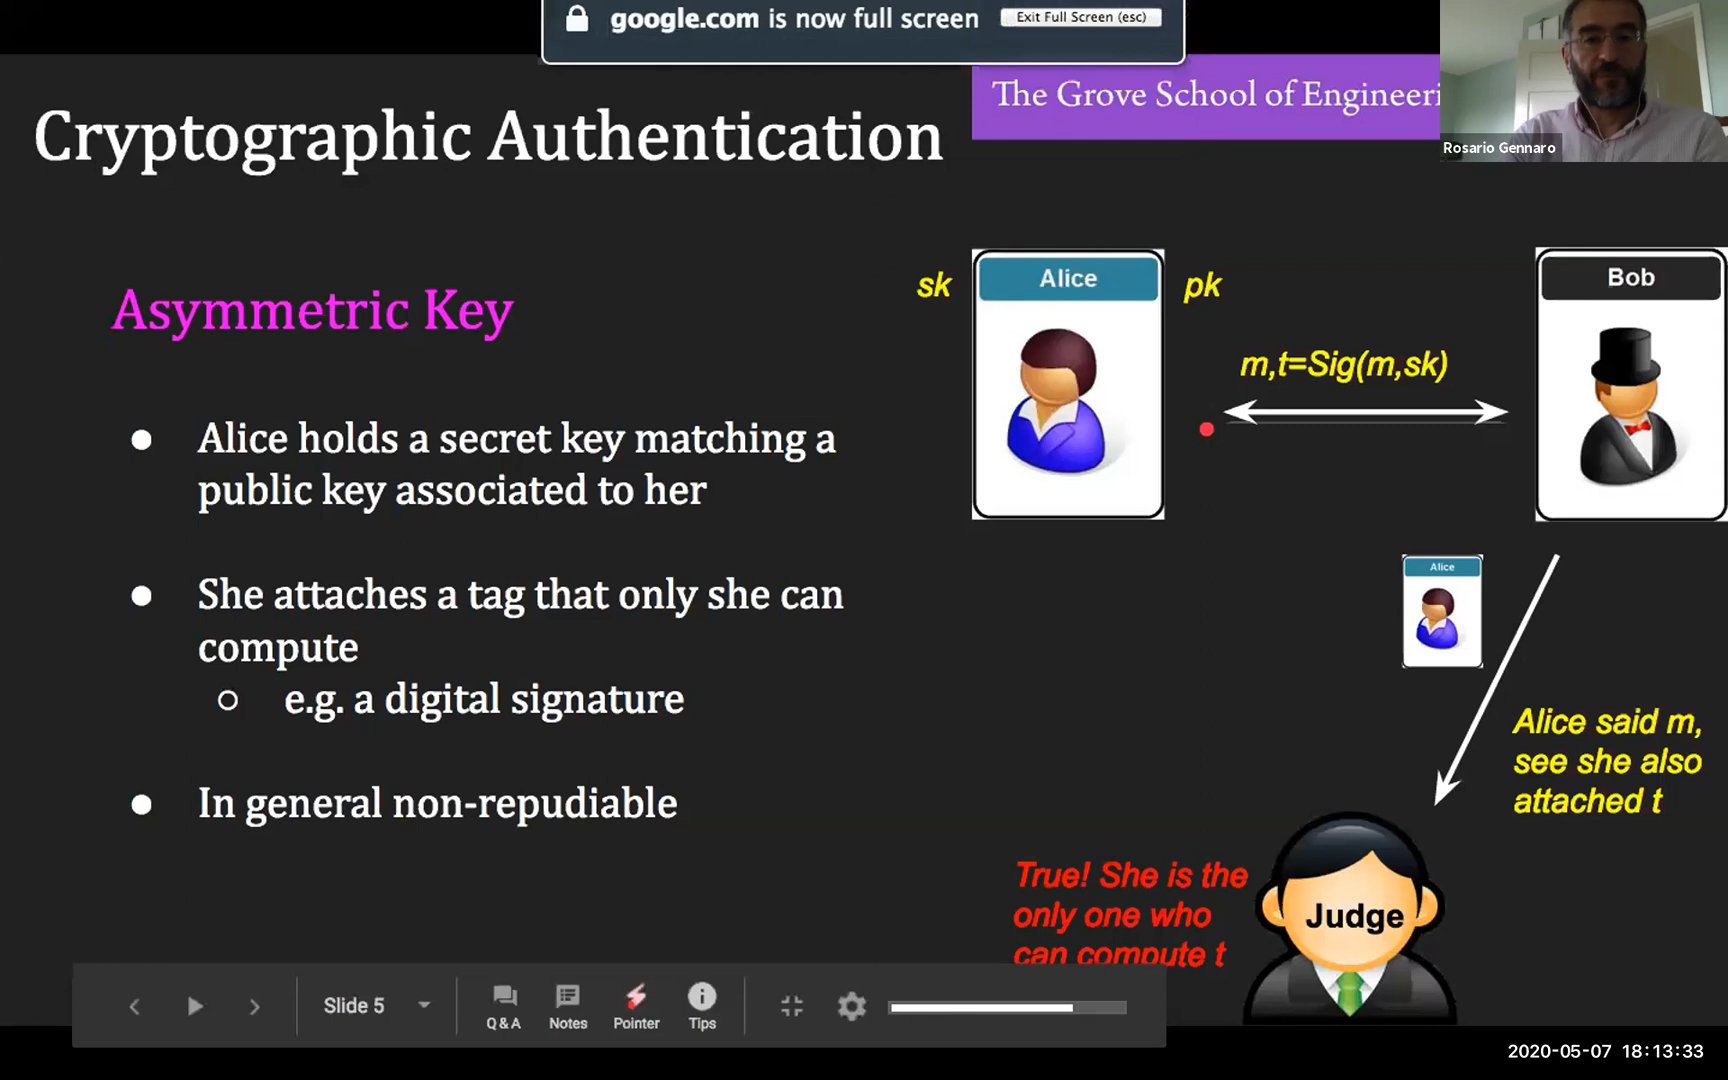 google.com is now full screen
Exit Full Screen (esc)
The Grove School of Engineeri
Rosario Gennaro
Cryptographic Authentication
Asymmetric Key
● Alice holds a secret key matching a
public key associated to her
● She attaches a tag that only she can
compute
○ e.g. a digital signature
● In general non-repudiable
sk
Alice
pk
m,t=Sig(m,sk)
Bob
Alice
Alice said m,
see she also
attached t
True! She is the
only one who
can compute t
Judge
Slide 5
Q & A
Notes
Pointer
Tips
2020-05-07 18:13:33